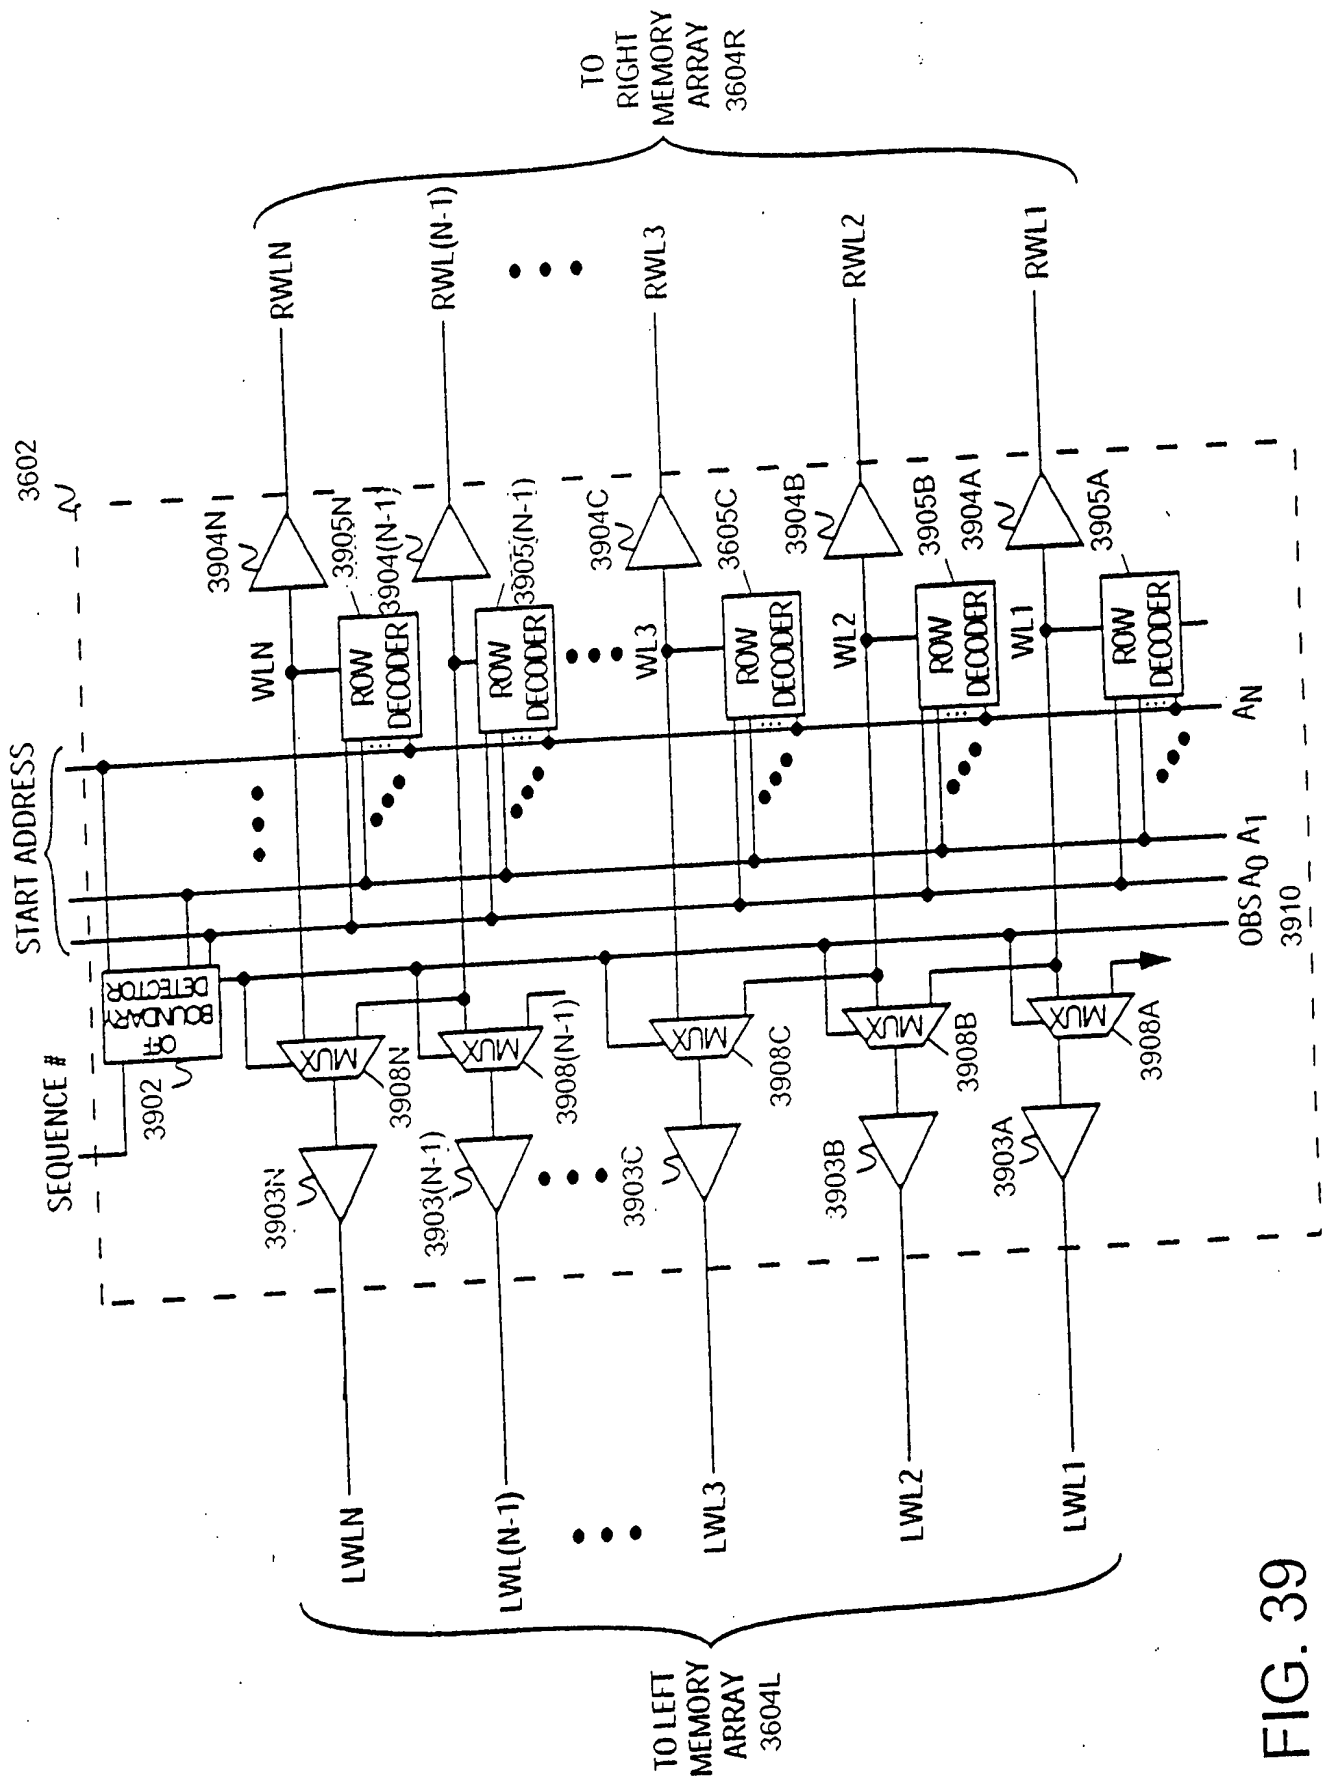 START ADDRESS
SEQUENCE #
3602
3902
OFF
BOUNDARY
DETECTOR
TO
RIGHT
MEMORY
ARRAY
3604R
TO LEFT
MEMORY
ARRAY
3604L
LWLN
3903N
MUX
3908N
WLN
ROW
DECODER
3905N
3904N
RWLN
LWL(N-1)
3903(N-1)
MUX
3908(N-1)
ROW
DECODER
3905(N-1)
3904(N-1)
RWL(N-1)
LWL3
3903C
MUX
3908C
WL3
ROW
DECODER
3605C
3904C
RWL3
LWL2
3903B
MUX
3908B
WL2
ROW
DECODER
3905B
3904B
RWL2
LWL1
3903A
MUX
3908A
WL1
ROW
DECODER
3905A
3904A
RWL1
OBS A0 A1 AN
3910
FIG. 39